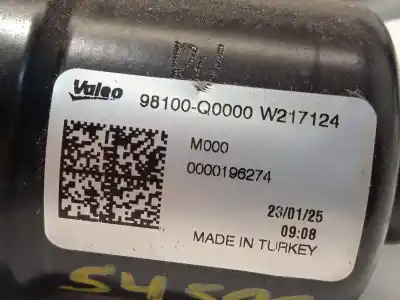 Valeo
98100-Q0000 W217124
M000
0000196274
23/01/25
09:08
MADE IN TURKEY